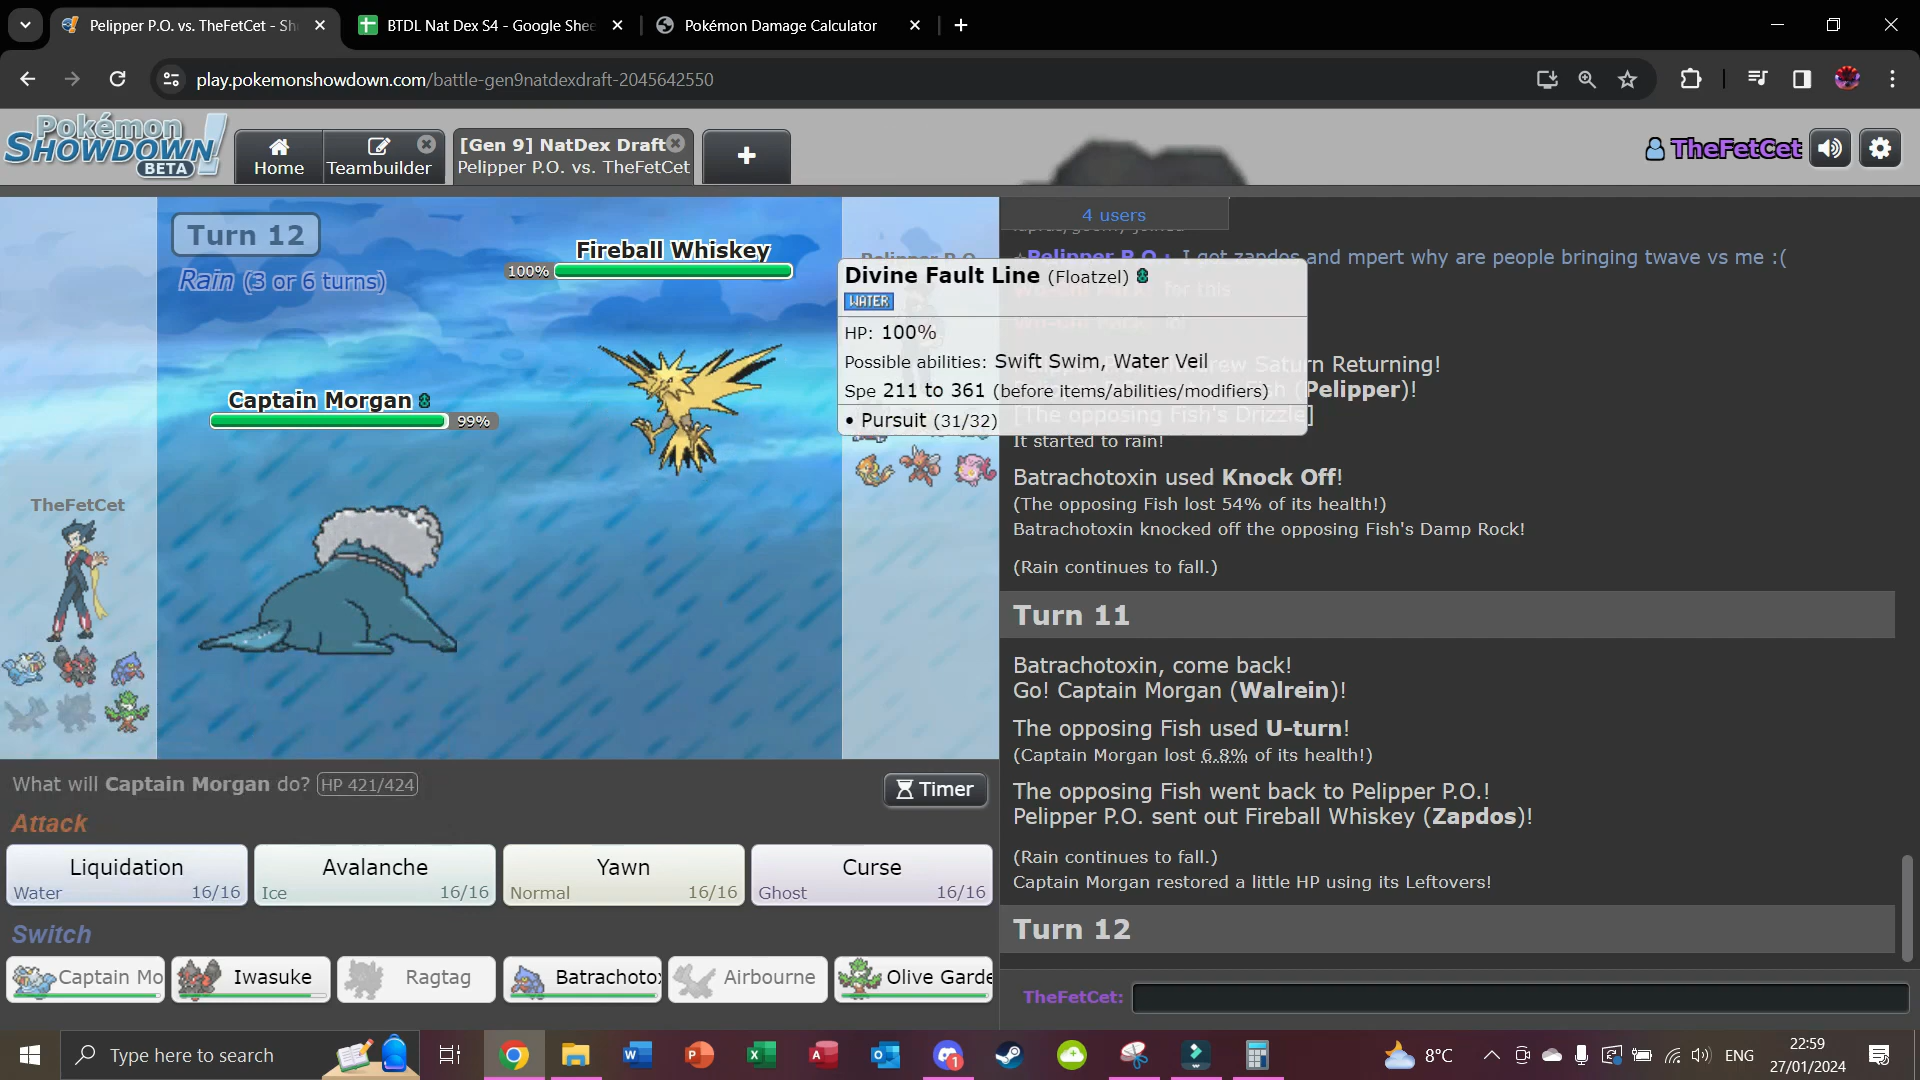 Pelipper P.O. vs. TheFetCet - Sh
BTDL Nat Dex S4 - Google Shee
Pokémon Damage Calculator
play.pokemonshowdown.com/battle-gen9natdexdraft-2045642550
Pokémon
SHOWDOWN!
BETA
Home
Teambuilder
[Gen 9] NatDex Draft
Pelipper P.O. vs. TheFetCet
TheFetCet
Turn 12
Rain (3 or 6 turns)
Fireball Whiskey
100%
Captain Morgan
99%
TheFetCet
Divine Fault Line (Floatzel)
WATER
HP: 100%
Possible abilities: Swift Swim, Water Veil
Spe 211 to 361 (before items/abilities/modifiers)
• Pursuit (31/32)
4 users
I got zapdos and mpert why are people bringing twave vs me :(
rew Saturn Returning!
(Pelipper)!
[The opposing Fish's Drizzle]
It started to rain!
Batrachotoxin used Knock Off!
(The opposing Fish lost 54% of its health!)
Batrachotoxin knocked off the opposing Fish's Damp Rock!
(Rain continues to fall.)
Turn 11
Batrachotoxin, come back!
Go! Captain Morgan (Walrein)!
The opposing Fish used U-turn!
(Captain Morgan lost 6.8% of its health!)
The opposing Fish went back to Pelipper P.O.!
Pelipper P.O. sent out Fireball Whiskey (Zapdos)!
(Rain continues to fall.)
Captain Morgan restored a little HP using its Leftovers!
Turn 12
TheFetCet:
What will Captain Morgan do? HP 421/424
Timer
Attack
Liquidation
Water 16/16
Avalanche
Ice 16/16
Yawn
Normal 16/16
Curse
Ghost 16/16
Switch
Captain Mo
Iwasuke
Ragtag
Batrachoto
Airbourne
Olive Garde
Type here to search
8°C
ENG
22:59
27/01/2024